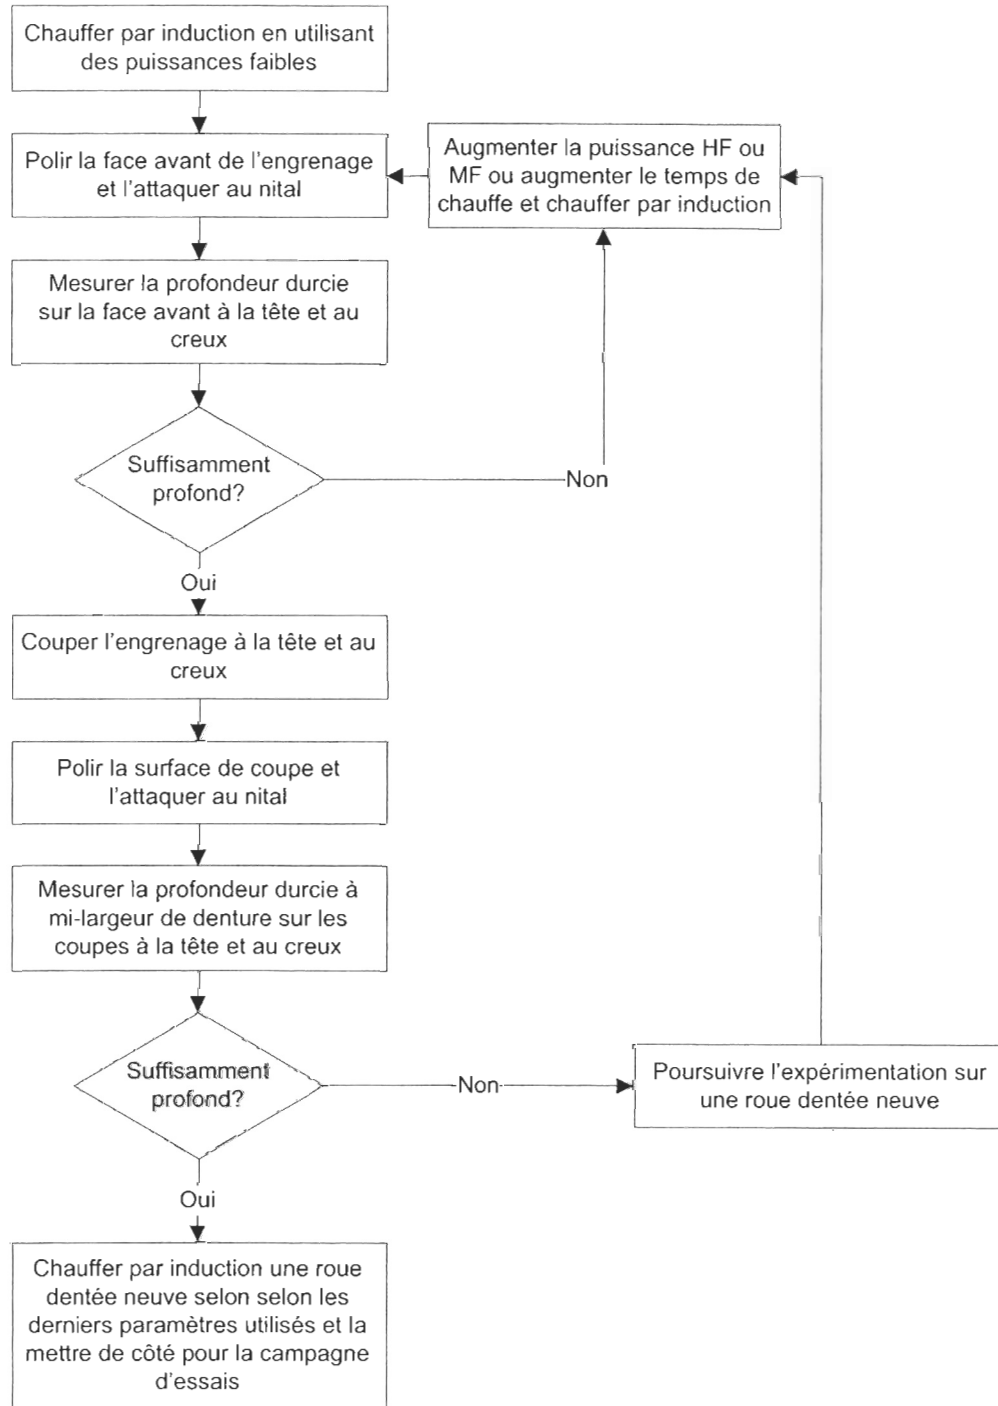 Chauffer par induction en utilisant
des puissances faibles
Polir la face avant de l'engrenage
et l'attaquer au nital
Augmenter la puissance HF ou
MF ou augmenter le temps de
chauffe et chauffer par induction
Mesurer la profondeur durcie
sur la face avant à la tête et au
creux
Suffisamment
profond?
Non
Oui
Couper l'engrenage à la tête et au
creux
Polir la surface de coupe et
l'attaquer au nital
Mesurer la profondeur durcie à
mi-largeur de denture sur les
coupes à la tête et au creux
Suffisamment
profond?
Non
Poursuivre l'expérimentation sur
une roue dentée neuve
Oui
Chauffer par induction une roue
dentée neuve selon selon les
derniers paramètres utilisés et la
mettre de côté pour la campagne
d'essais